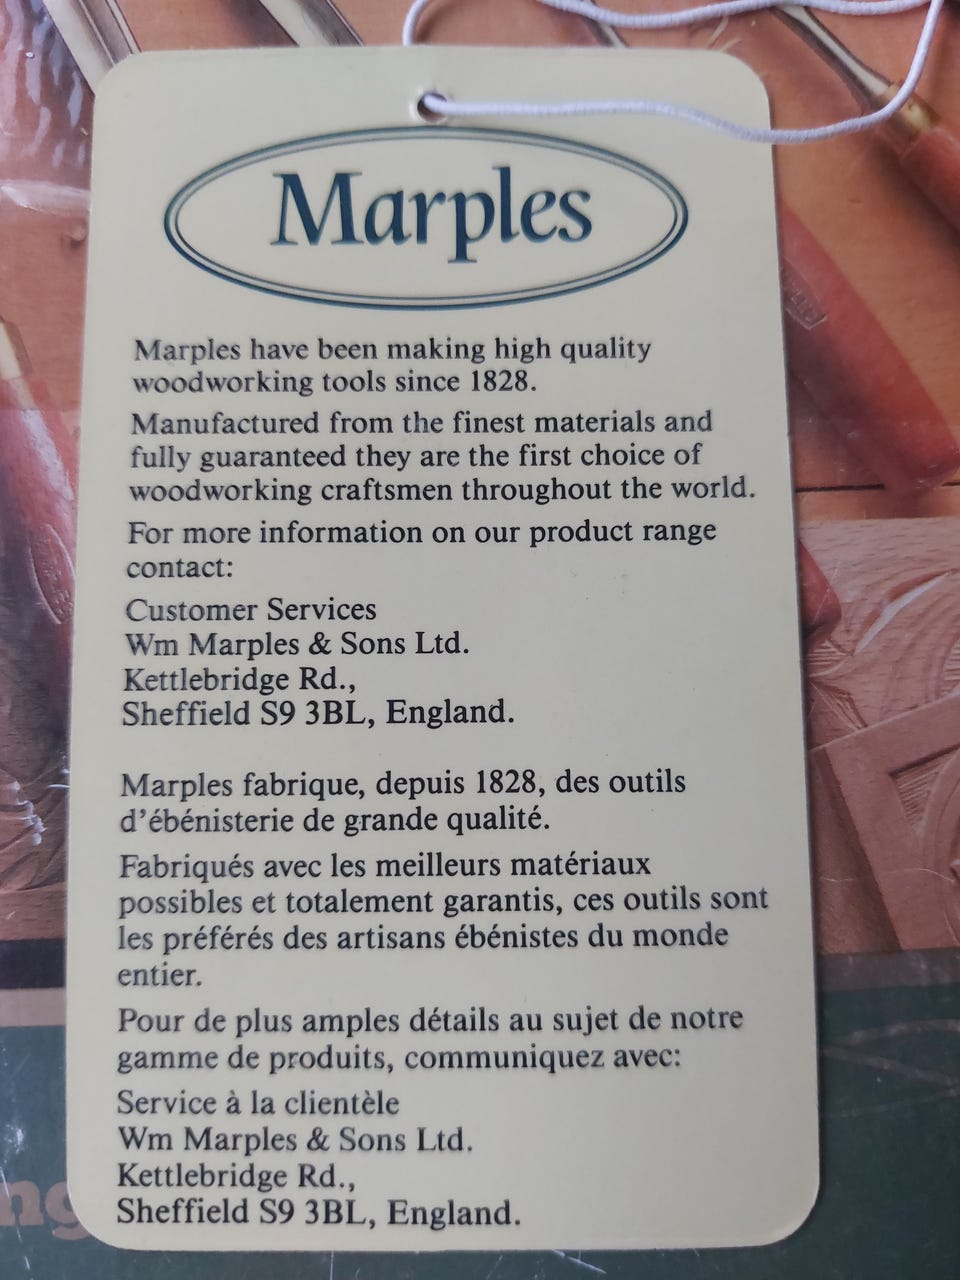 Marples
Marples have been making high quality
woodworking tools since 1828.
Manufactured from the finest materials and
fully guaranteed they are the first choice of
woodworking craftsmen throughout the world.
For more information on our product range
contact:
Customer Services
Wm Marples & Sons Ltd.
Kettlebridge Rd.,
Sheffield S9 3BL, England.
Marples fabrique, depuis 1828, des outils
d'ébénisterie de grande qualité.
Fabriqués avec les meilleurs matériaux
possibles et totalement garantis, ces outils sont
les préférés des artisans ébénistes du monde
entier.
Pour de plus amples détails au sujet de notre
gamme de produits, communiquez avec:
Service à la clientèle
Wm Marples & Sons Ltd.
Kettlebridge Rd.,
Sheffield S9 3BL, England.